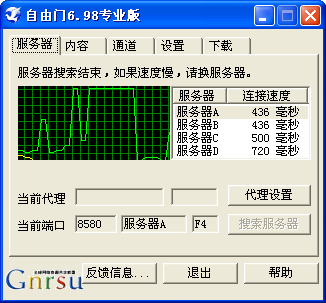 自由门6.98专业版
服务器 内容 通道 设置 下载
服务器搜索结束，如果速度慢，请换服务器。
服务器 连接速度
服务器A 436 毫秒
服务器B 436 毫秒
服务器C 500 毫秒
服务器D 720 毫秒
当前代理 代理设置
当前端口 8580 服务器A F4 搜索服务器
Gnrsu
反馈信息... 退出 帮助